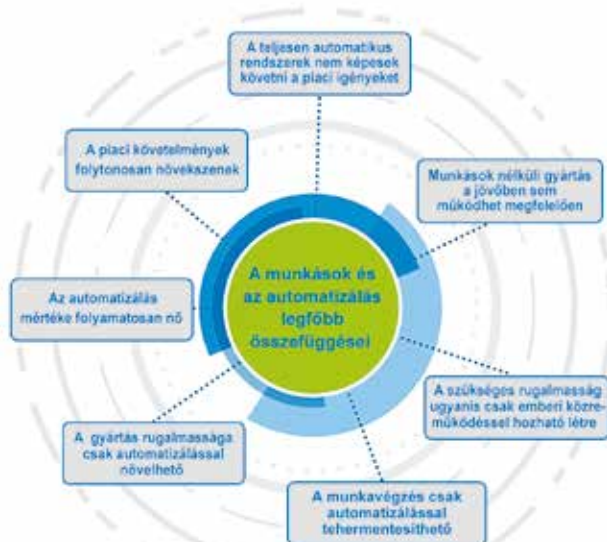 A teljesen automatikus
rendszerek nem képesek
követni a piaci igényeket
A piaci követelmények
folytonosan növekszenek
Munkások nélküli gyártás
a jövőben sem
működhet megfelelően
A munkások és
az automatizálás
legfőbb
összefüggései
Az automatizálás
mértéke folyamatosan nő
A szükséges rugalmasság
ugyanis csak emberi közre-
működéssel hozható létre
A gyártás rugalmassága
csak automatizálással
növelhető
A munkavégzés csak
automatizálással
tehermentesíthető